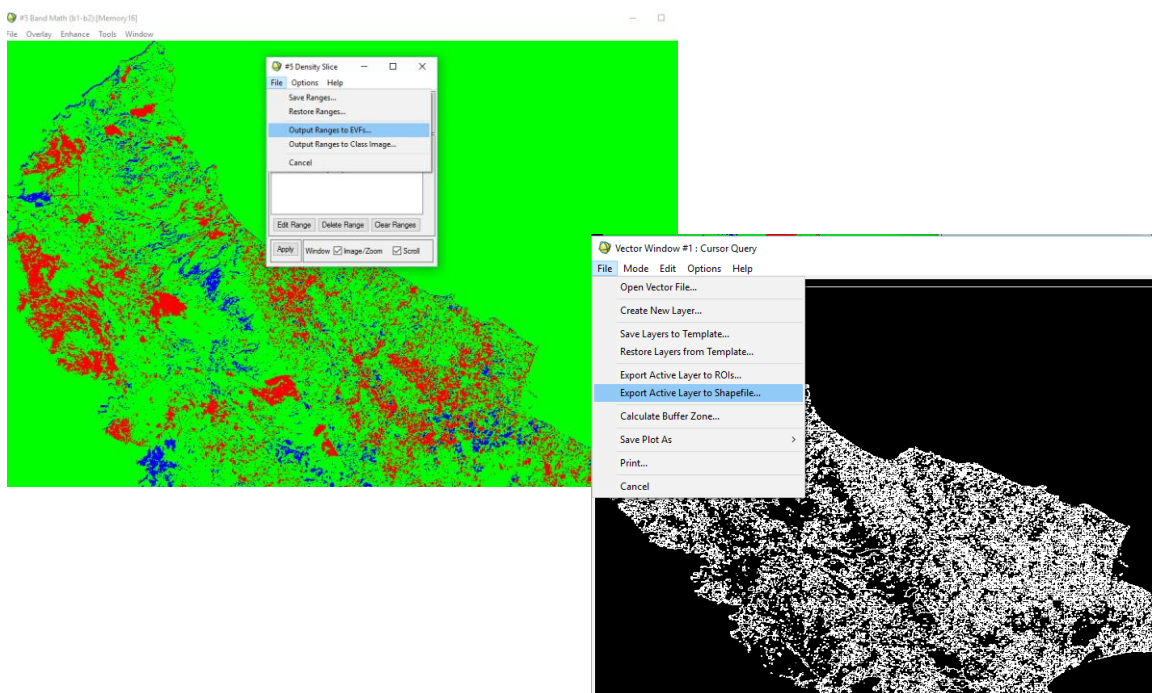 #5 Band Math (b1-b2):[Memory16]
File Overlay Enhance Tools Window
#5 Density Slice
File Options Help
Save Ranges...
Restore Ranges...
Output Ranges to EVFs...
Output Ranges to Class Image...
Cancel
Edit Range Delete Range Clear Ranges
Apply Window Image/Zoom Scroll
Vector Window #1 : Cursor Query
File Mode Edit Options Help
Open Vector File...
Create New Layer...
Save Layers to Template...
Restore Layers from Template...
Export Active Layer to ROIs...
Export Active Layer to Shapefile...
Calculate Buffer Zone...
Save Plot As
Print...
Cancel